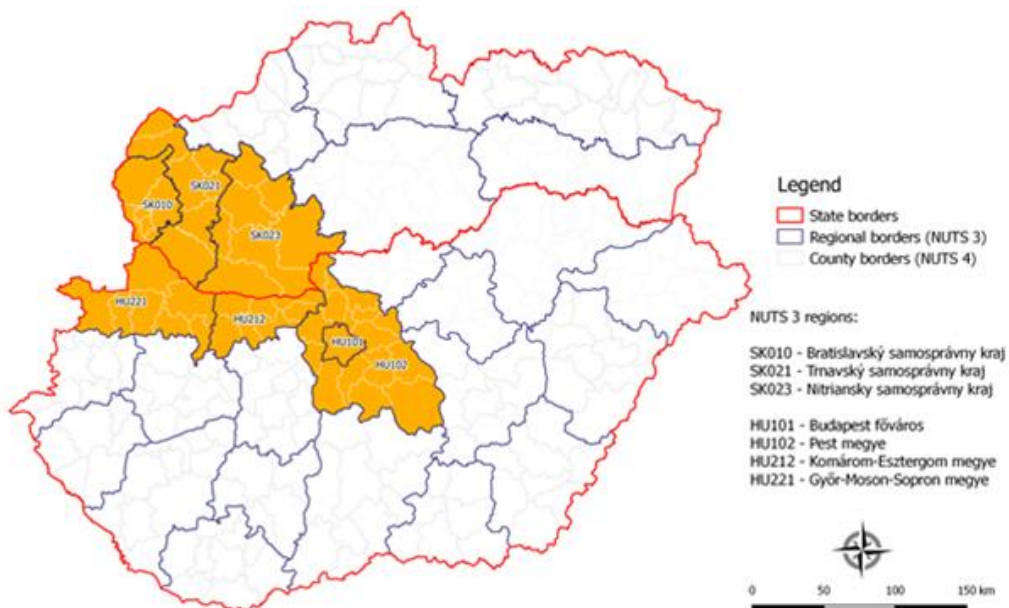 SK021
SK010
SK023
HU221
HU212
HU101
HU102
Legend
State borders
Regional borders (NUTS 3)
County borders (NUTS 4)
NUTS 3 regions:
SK010 - Bratislavský samosprávny kraj
SK021 - Trnavský samosprávny kraj
SK023 - Nitriansky samosprávny kraj
HU101 - Budapest főváros
HU102 - Pest megye
HU212 - Komárom-Esztergom megye
HU221 - Győr-Moson-Sopron megye
0 50 100 150 km